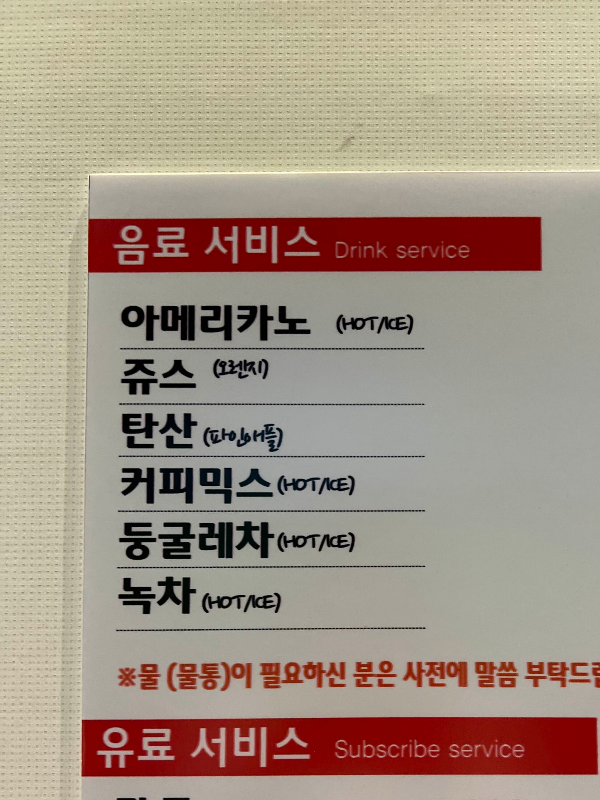 음료 서비스 Drink service
아메리카노 (HOT/ICE)
쥬스 (오렌지)
탄산 (파인애플)
커피믹스 (HOT/ICE)
둥굴레차 (HOT/ICE)
녹차 (HOT/ICE)
※물 (물통)이 필요하신 분은 사전에 말씀 부탁드립
유료 서비스 Subscribe service